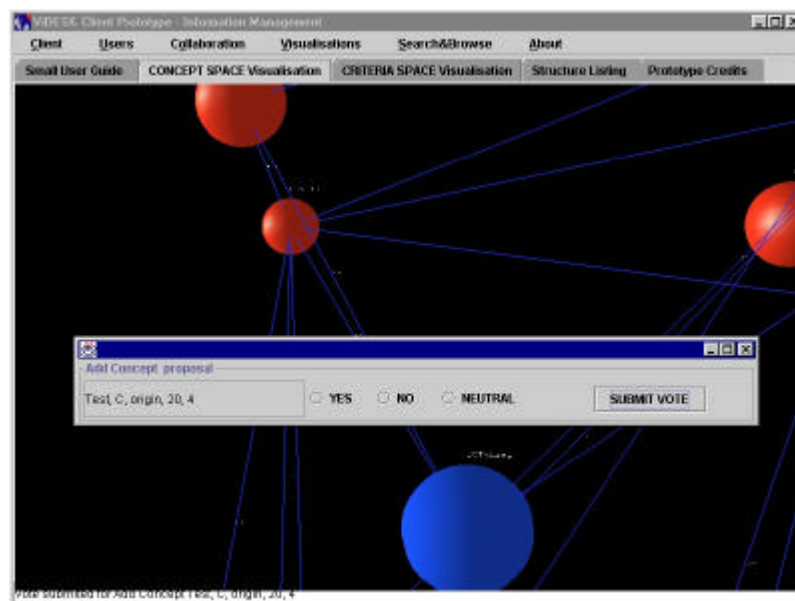 ViDESK Client Prototype - Information Management
Client Users Collaboration Visualisations Search&Browse About
Small User Guide CONCEPT SPACE Visualisation CRITERIA SPACE Visualisation Structure Listing Prototype Credits
Add Concept proposal
Test, C, origin, 20, 4 YES NO NEUTRAL SUBMIT VOTE
Vote submitted for Add Concept Test, C, origin, 20, 4